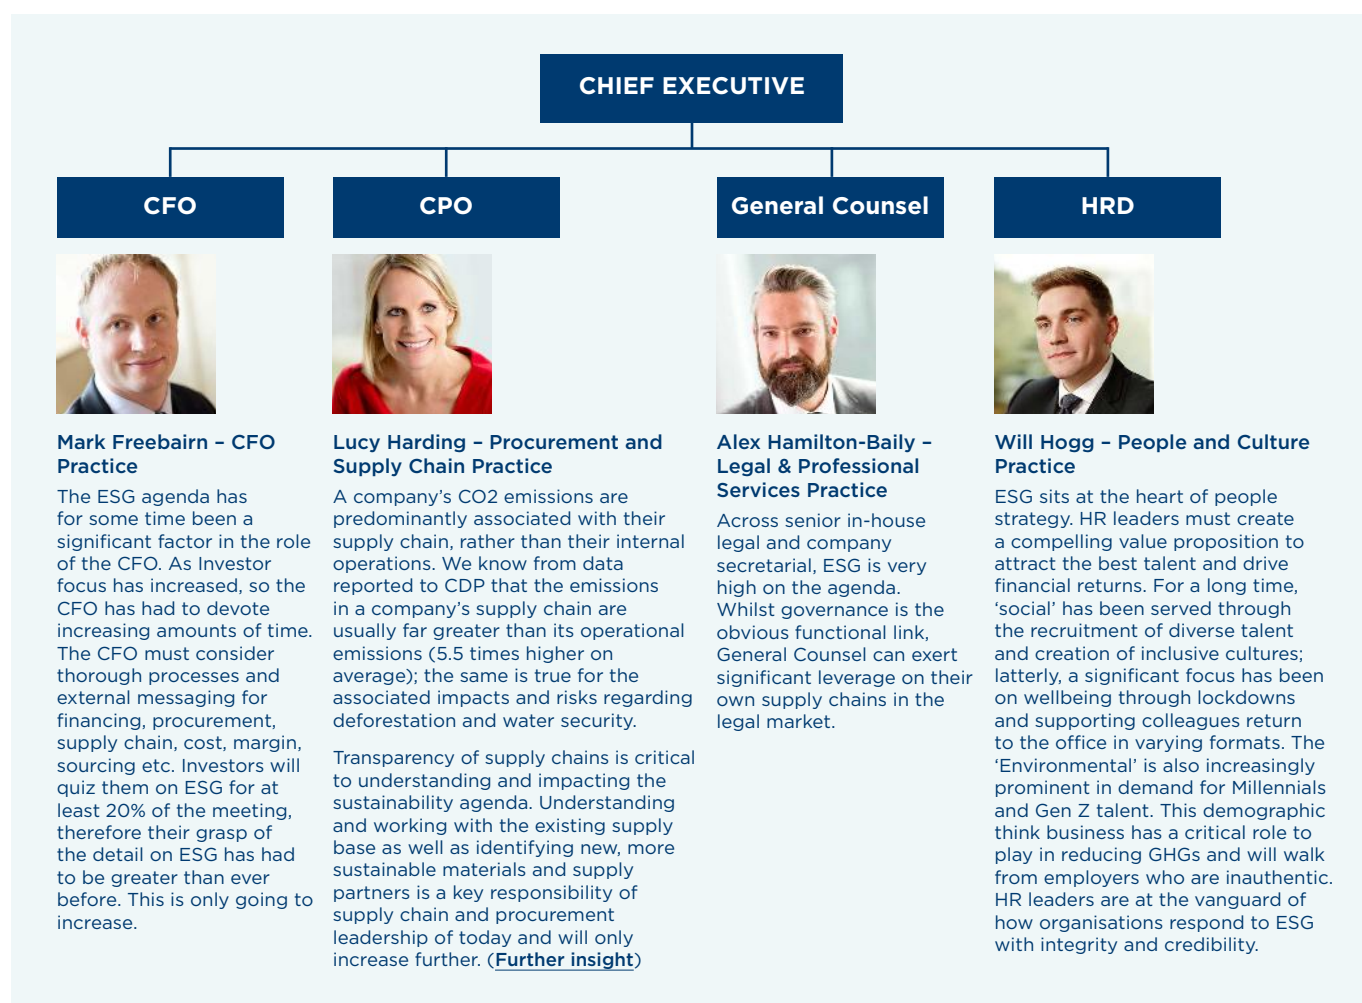 CHIEF EXECUTIVE
CFO
CPO
General Counsel
HRD
Mark Freebairn – CFO
Practice
The ESG agenda has
for some time been a
significant factor in the role
of the CFO. As Investor
focus has increased, so the
CFO has had to devote
increasing amounts of time.
The CFO must consider
thorough processes and
external messaging for
financing, procurement,
supply chain, cost, margin,
sourcing etc. Investors will
quiz them on ESG for at
least 20% of the meeting,
therefore their grasp of
the detail on ESG has had
to be greater than ever
before. This is only going to
increase.
Lucy Harding – Procurement and
Supply Chain Practice
A company’s CO2 emissions are
predominantly associated with their
supply chain, rather than their internal
operations. We know from data
reported to CDP that the emissions
in a company’s supply chain are
usually far greater than its operational
emissions (5.5 times higher on
average); the same is true for the
associated impacts and risks regarding
deforestation and water security.
Transparency of supply chains is critical
to understanding and impacting the
sustainability agenda. Understanding
and working with the existing supply
base as well as identifying new, more
sustainable materials and supply
partners is a key responsibility of
supply chain and procurement
leadership of today and will only
increase further. (Further insight)
Alex Hamilton-Baily –
Legal & Professional
Services Practice
Across senior in-house
legal and company
secretarial, ESG is very
high on the agenda.
Whilst governance is the
obvious functional link,
General Counsel can exert
significant leverage on their
own supply chains in the
legal market.
Will Hogg – People and Culture
Practice
ESG sits at the heart of people
strategy. HR leaders must create
a compelling value proposition to
attract the best talent and drive
financial returns. For a long time,
‘social’ has been served through
the recruitment of diverse talent
and creation of inclusive cultures;
latterly, a significant focus has been
on wellbeing through lockdowns
and supporting colleagues return
to the office in varying formats. The
‘Environmental’ is also increasingly
prominent in demand for Millennials
and Gen Z talent. This demographic
think business has a critical role to
play in reducing GHGs and will walk
from employers who are inauthentic.
HR leaders are at the vanguard of
how organisations respond to ESG
with integrity and credibility.